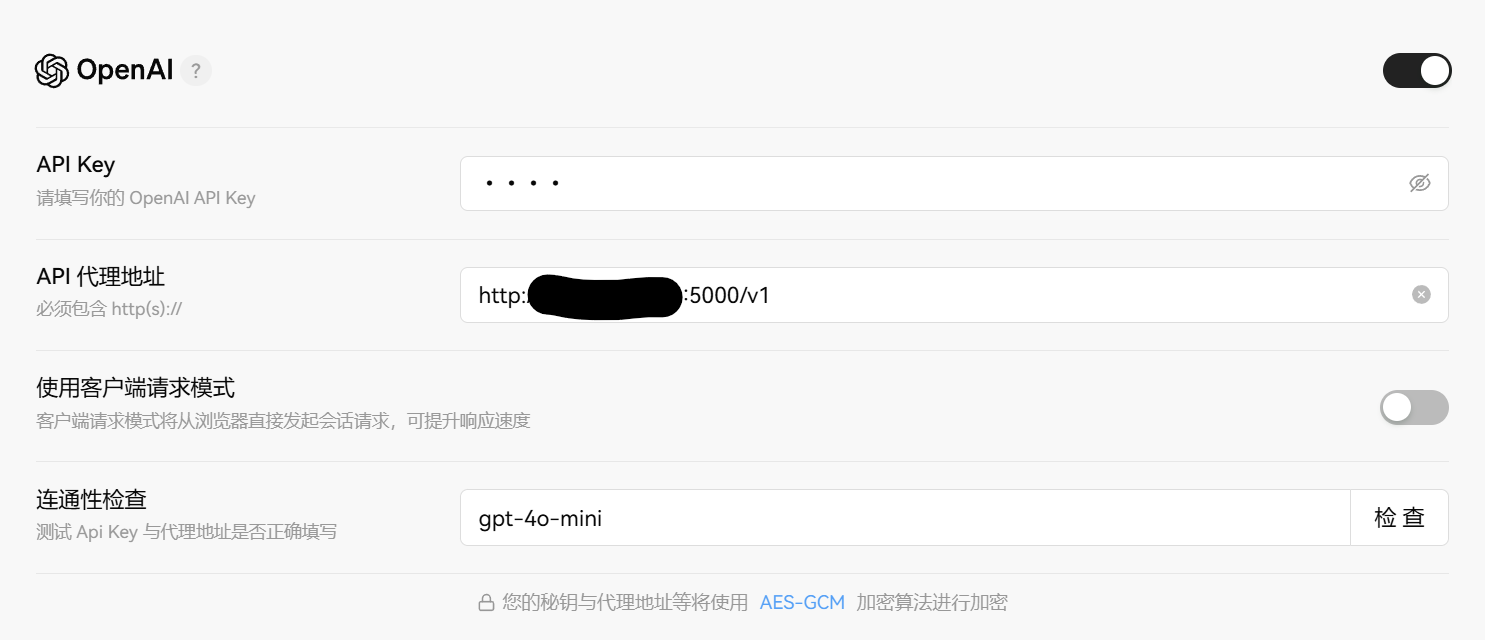 OpenAI ?
API Key
请填写你的 OpenAI API Key
API 代理地址
必须包含 http(s)://
http: :5000/v1
使用客户端请求模式
客户端请求模式将从浏览器直接发起会话请求，可提升响应速度
连通性检查
测试 Api Key 与代理地址是否正确填写
gpt-4o-mini
检 查
您的秘钥与代理地址等将使用 AES-GCM 加密算法进行加密